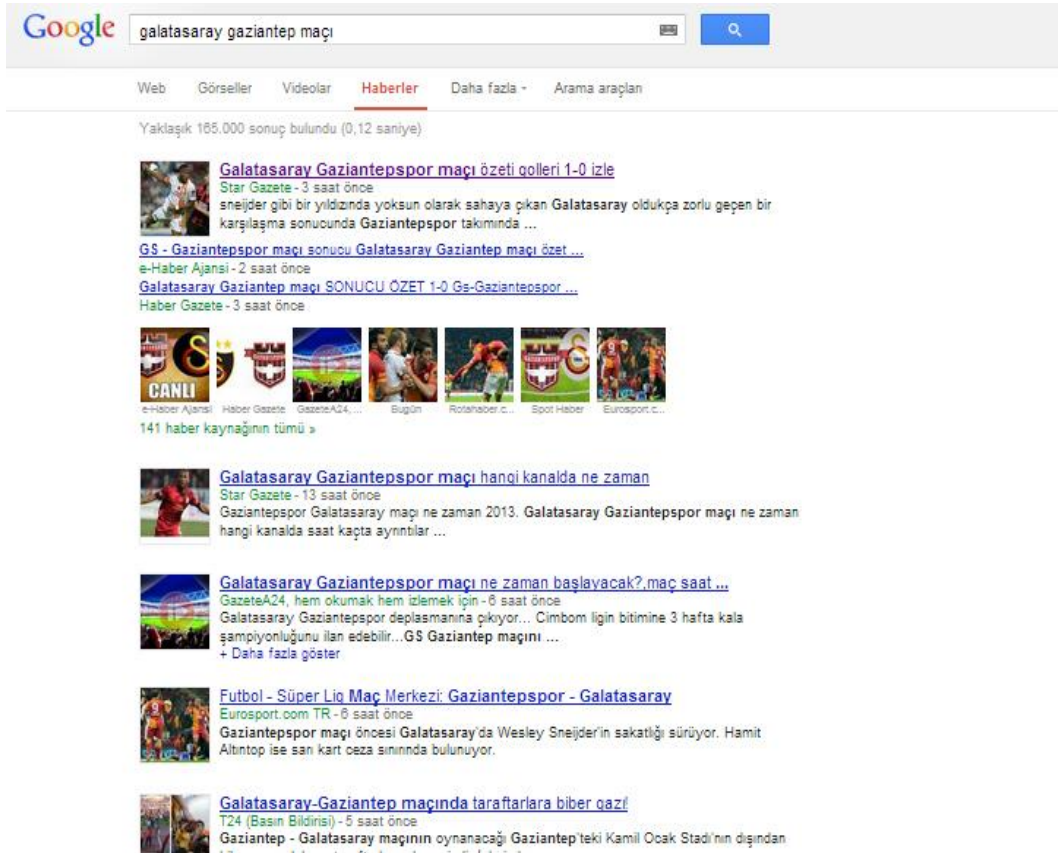 Google galatasaray gaziantep maçı
Web Görseller Videolar Haberler Daha fazla Arama araçları
Yaklaşık 165.000 sonuç bulundu (0,12 saniye)
Galatasaray Gaziantepspor maçı özeti golleri 1-0 izle
Star Gazete - 3 saat önce
sneijder gibi bir yıldızında yoksun olarak sahaya çıkan Galatasaray oldukça zorlu geçen bir
karşılaşma sonucunda Gaziantepspor takımında ...
GS - Gaziantepspor maçı sonucu Galatasaray Gaziantep maçı özet ...
e-Haber Ajansi - 2 saat önce
Galatasaray Gaziantep maçı SONUCU ÖZET 1-0 Gs-Gaziantepspor ...
Haber Gazete - 3 saat önce
CANLI
e-Haber Ajansi Haber Gazete GazeteA24, ... Bugün Rotahaber.c... Spot Haber Eurosport.c...
141 haber kaynağının tümü »
Galatasaray Gaziantepspor maçı hangi kanalda ne zaman
Star Gazete - 13 saat önce
Gaziantepspor Galatasaray maçı ne zaman 2013. Galatasaray Gaziantepspor maçı ne zaman
hangi kanalda saat kaçta ayrıntılar ...
Galatasaray Gaziantepspor maçı ne zaman başlayacak?,maç saat ...
GazeteA24, hem okumak hem izlemek için - 6 saat önce
Galatasaray Gaziantepspor deplasmanına çıkıyor... Cimbom ligin bitimine 3 hafta kala
şampiyonluğunu ilan edebilir...GS Gaziantep maçını ...
+ Daha fazla göster
Futbol - Süper Lig Maç Merkezi: Gaziantepspor - Galatasaray
Eurosport.com TR - 6 saat önce
Gaziantepspor maçı öncesi Galatasaray'da Wesley Sneijder'in sakatlığı sürüyor. Hamit
Altıntop ise sarı kart ceza sınırında bulunuyor.
Galatasaray-Gaziantep maçında taraftarlara biber gazı!
T24 (Basın Bildirisi) - 5 saat önce
Gaziantep - Galatasaray maçının oynanacağı Gaziantep'teki Kamil Ocak Stadı'nın dışından